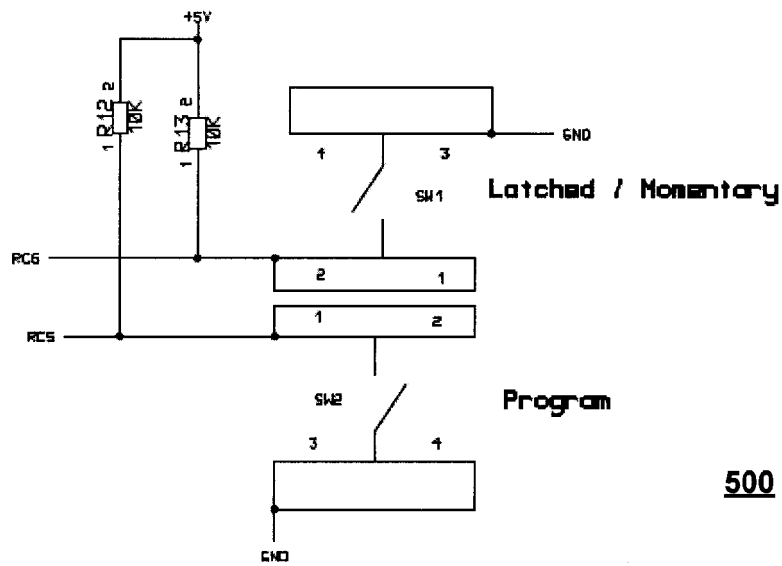 +5V
2
R12
10K
1
2
R13
10K
1
GND
4 3
SW1
Latched / Momentary
RC6
2 1
1 2
RC5
SW2
Program
3 4
500
GND